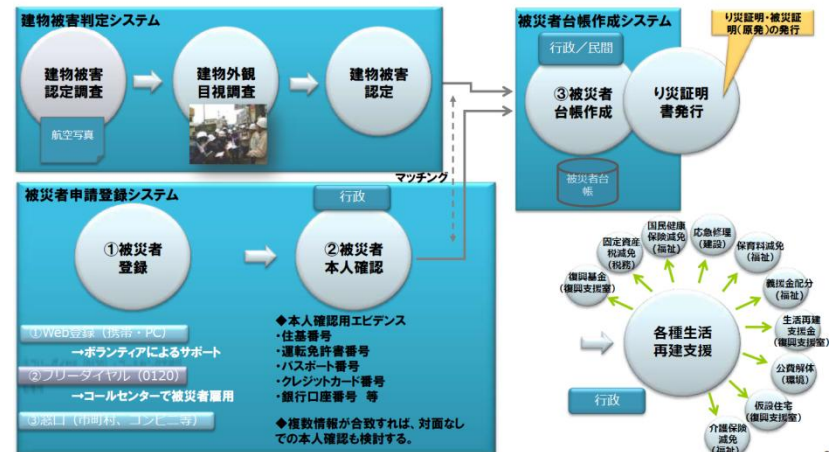 建物被害判定システム
建物被害
認定調査
航空写真
建物外観
目視調査
建物被害
認定
被災者台帳作成システム
行政/民間
③被災者
台帳作成
り災証明
書発行
り災証明・被災証
明(原発)の発行
被災者台
帳
マッチング
被災者申請登録システム
①被災者
登録
行政
②被災者
本人確認
①Web登録(携帯・PC)
→ボランティアによるサポート
②フリーダイヤル(0120)
→コールセンターで被災者雇用
③窓口(市町村、コンビニ等)
◆本人確認用エビデンス
・住基番号
・運転免許書番号
・パスポート番号
・クレジットカード番号
・銀行口座番号 等
◆複数情報が合致すれば、対面なし
での本人確認も検討する。
各種生活
再建支援
行政
復興基金
(復興支援室)
固定資産
税減免
(税務)
国民健康
保険減免
(福祉)
応急修理
(建設)
保育料減免
(福祉)
義援金配分
(福祉)
生活再建
支援金
(復興支援室)
公費解体
(環境)
仮設住宅
(復興支援室)
介護保険
減免
(福祉)